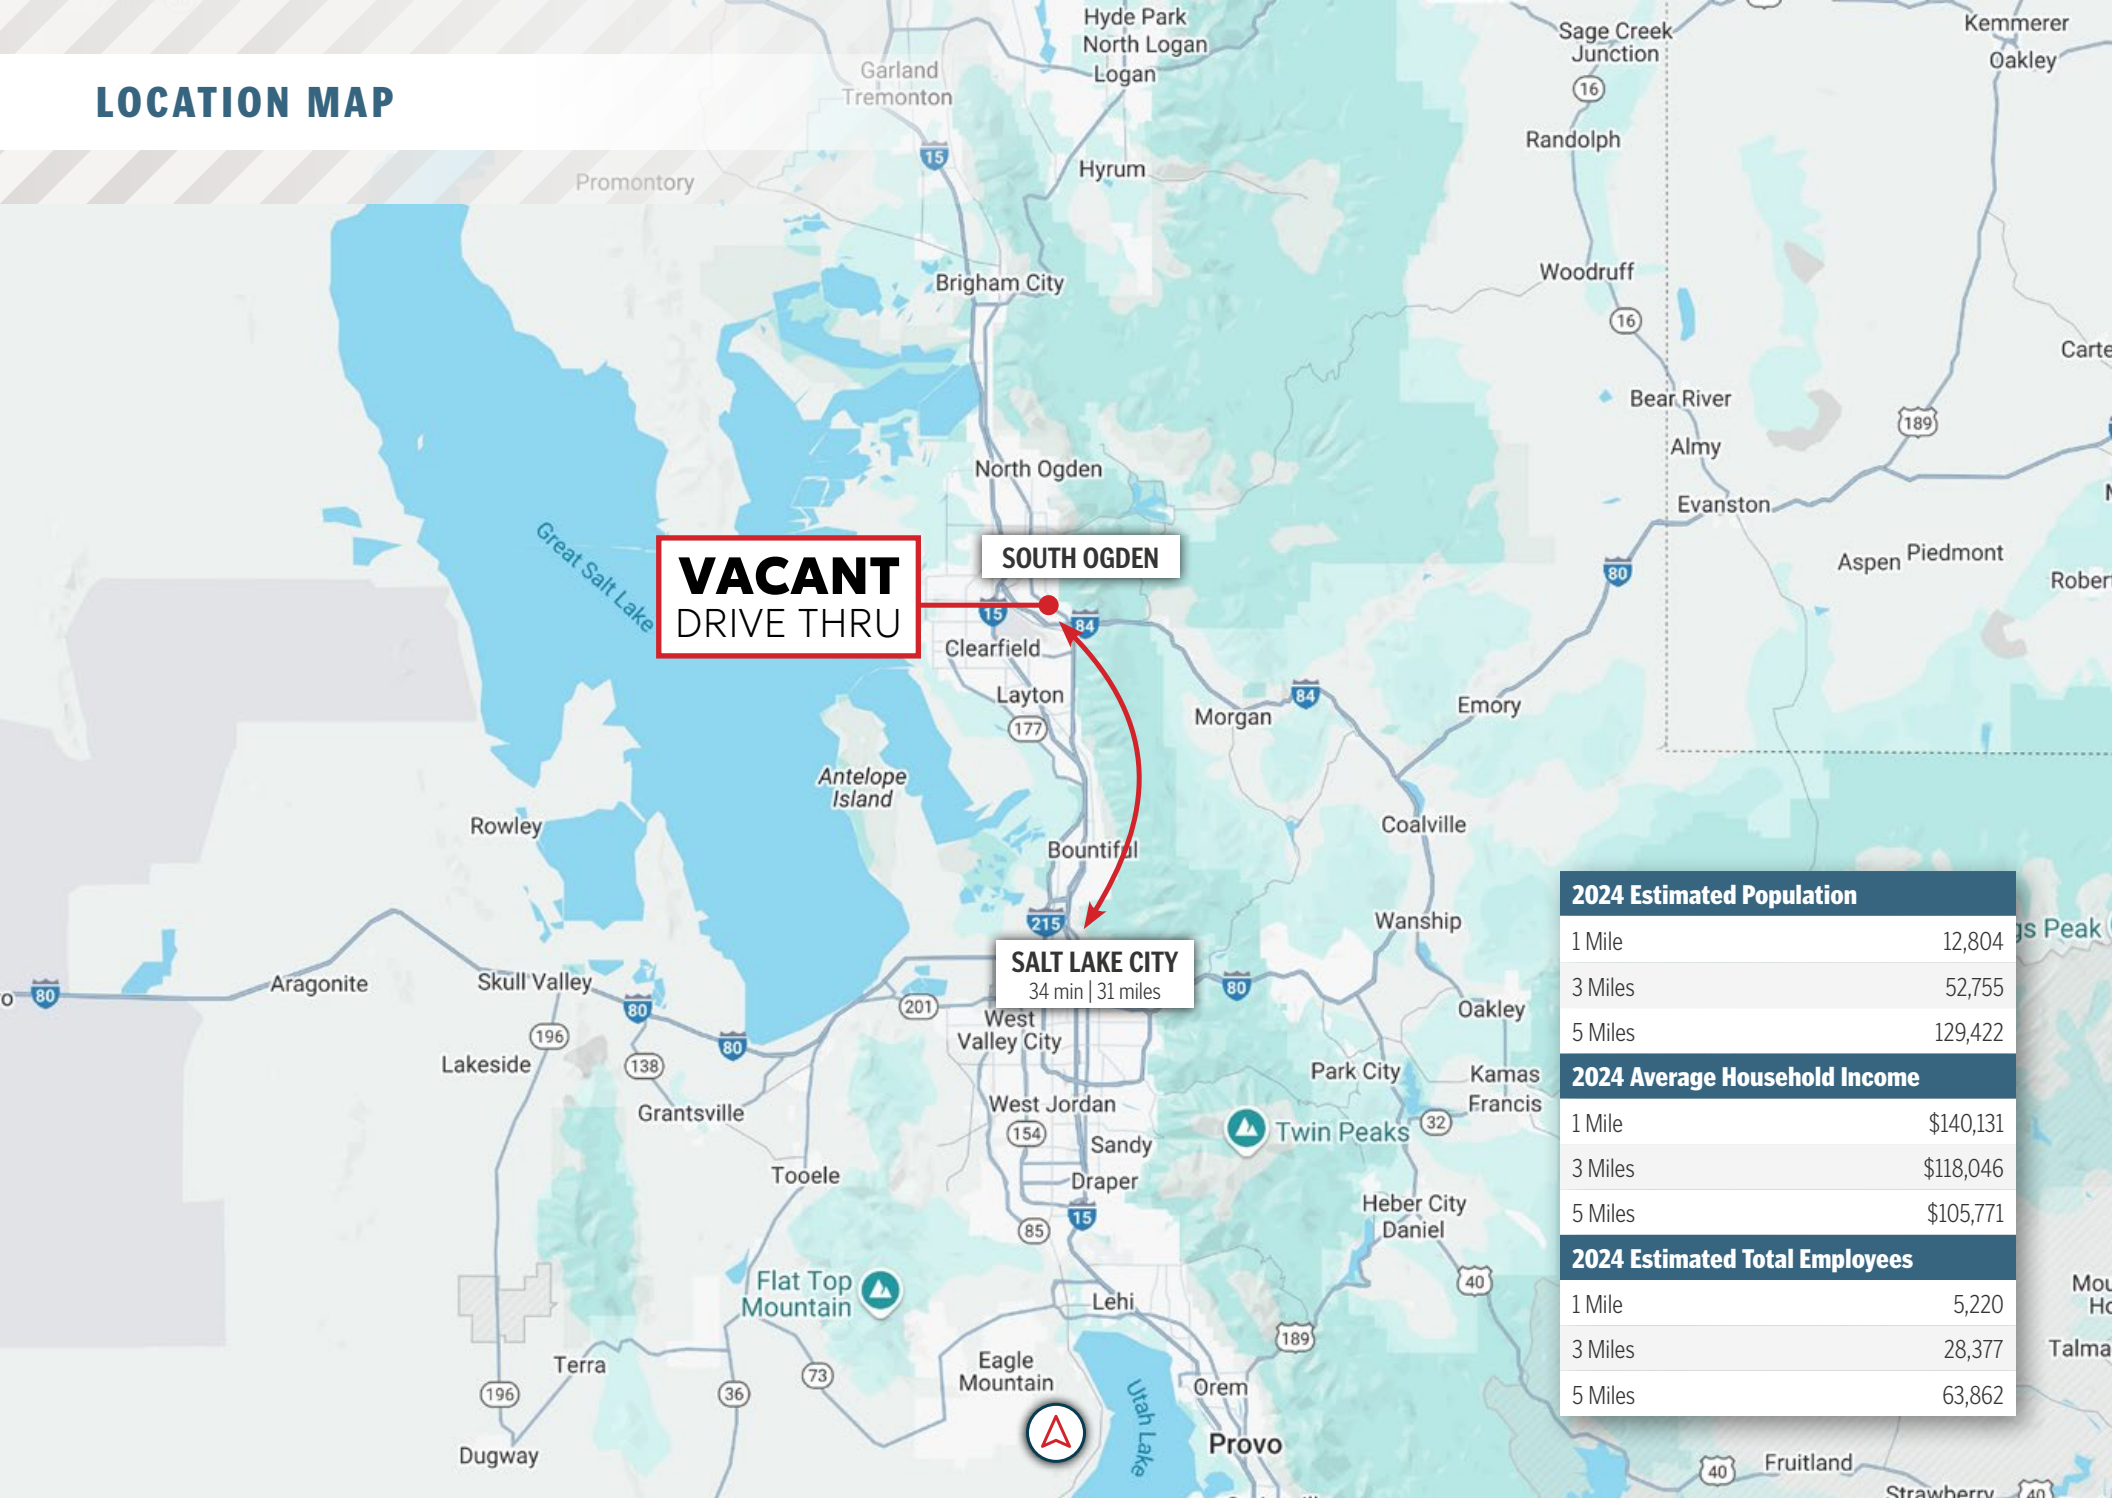 LOCATION MAP
Hyde Park
North Logan
Logan
Garland
Tremonton
15
Hyrum
Promontory
Sage Creek
Junction
16
Randolph
Kemmerer
Oakley
Woodruff
16
Brigham City
Carte
Bear River
189
Almy
North Ogden
Evanston
Great Salt Lake
SOUTH OGDEN
VACANT
DRIVE THRU
15
84
80
Aspen
Piedmont
Rober
Clearfield
Layton
177
Morgan
84
Emory
Antelope
Island
Rowley
Bountiful
Coalville
215
Wanship
SALT LAKE CITY
34 min | 31 miles
80
Aragonite
Skull Valley
80
80
201
80
West
Valley City
Oakley
196
Lakeside
138
Grantsville
Park City
Kamas
Francis
West Jordan
154
Sandy
Twin Peaks
32
Tooele
Draper
15
85
Heber City
Daniel
40
Flat Top
Mountain
Lehi
189
Terra
Eagle
Mountain
73
36
196
Orem
Utah Lake
Provo
Dugway
gs Peak
2024 Estimated Population
1 Mile 12,804
3 Miles 52,755
5 Miles 129,422
2024 Average Household Income
1 Mile $140,131
3 Miles $118,046
5 Miles $105,771
2024 Estimated Total Employees
1 Mile 5,220
3 Miles 28,377
5 Miles 63,862
Mou
Ho
Talma
40
Fruitland
Strawberry
40